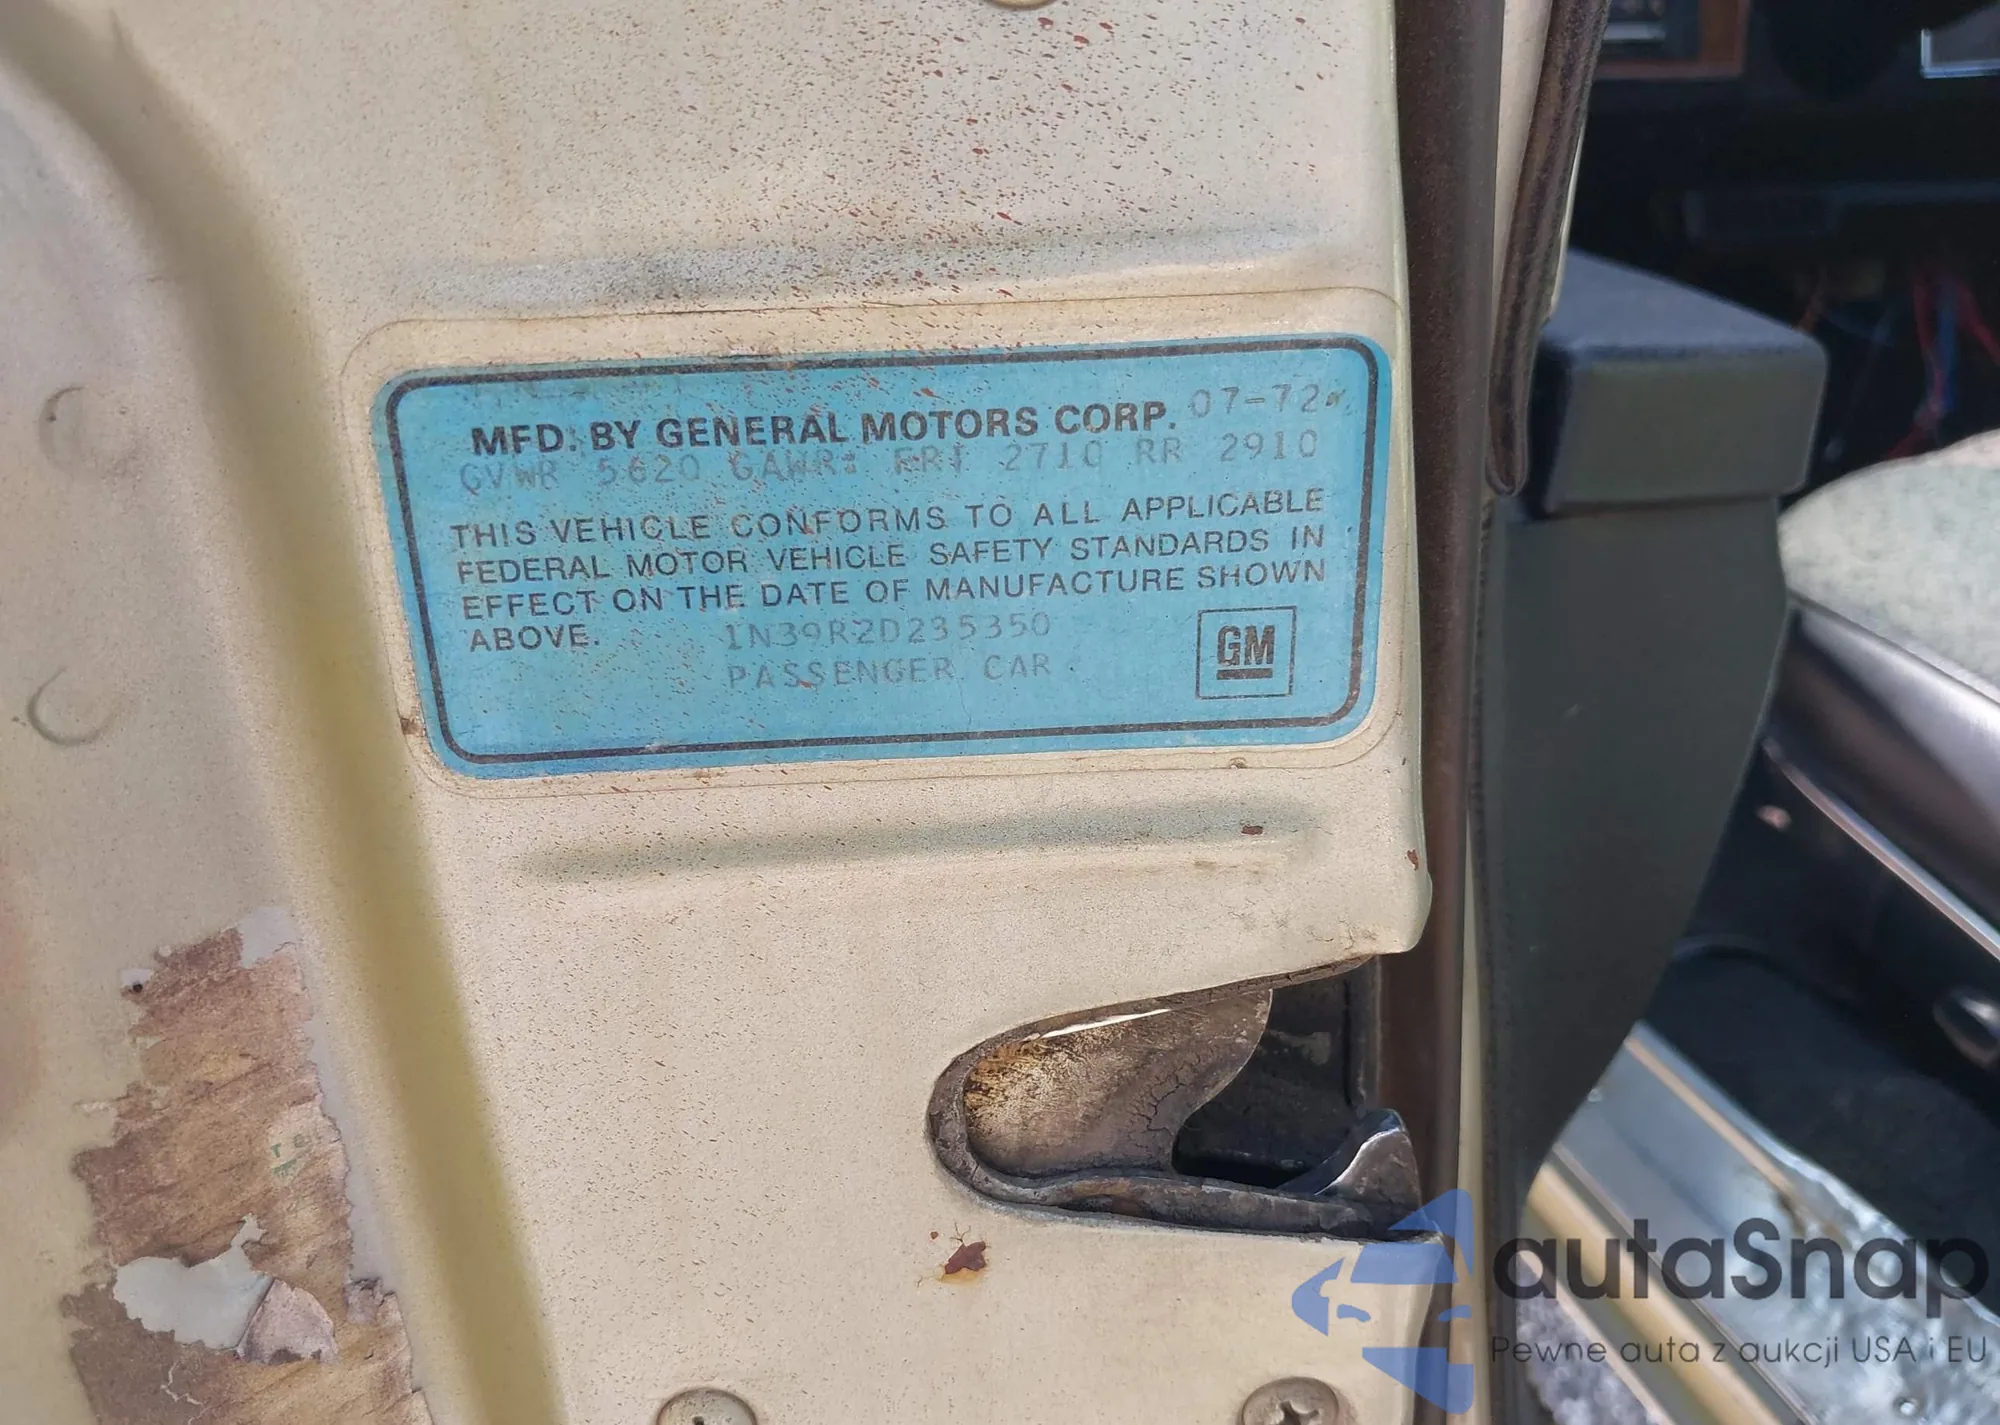 MFD. BY GENERAL MOTORS CORP. 07-72
GVWR 5620 GAWR: FRT 2710 RR 2910
THIS VEHICLE CONFORMS TO ALL APPLICABLE
FEDERAL MOTOR VEHICLE SAFETY STANDARDS IN
EFFECT ON THE DATE OF MANUFACTURE SHOWN
ABOVE. 1N39R2D235350
PASSENGER CAR
GM
autaSnap
Pewne auta z aukcji USA i EU